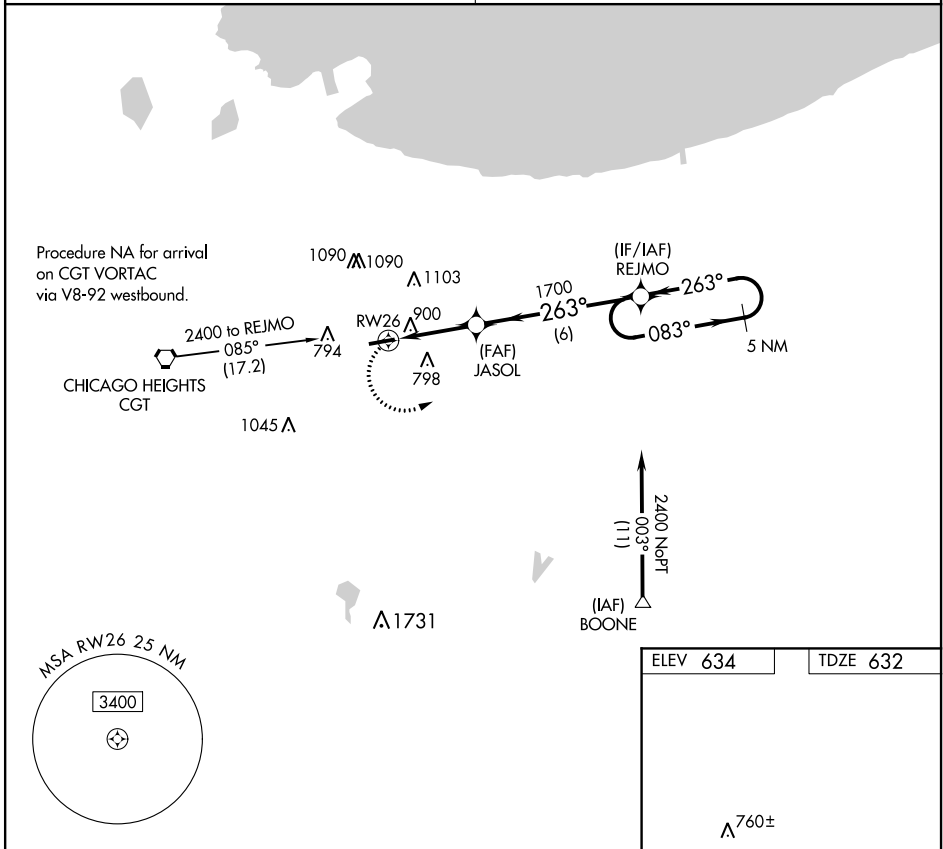 Procedure NA for arrival
on CGT VORTAC
via V8-92 westbound.
1090
1090
1103
(IF/IAF)
REJMO
1700
263°
(6)
263°
083°
5 NM
2400 to REJMO
085°
(17.2)
794
RW26
900
(FAF)
JASOL
798
CHICAGO HEIGHTS
CGT
1045
2400 NoPT
003°
(11)
(IAF)
BOONE
1731
MSA RW26 25 NM
3400
ELEV 634
TDZE 632
760±